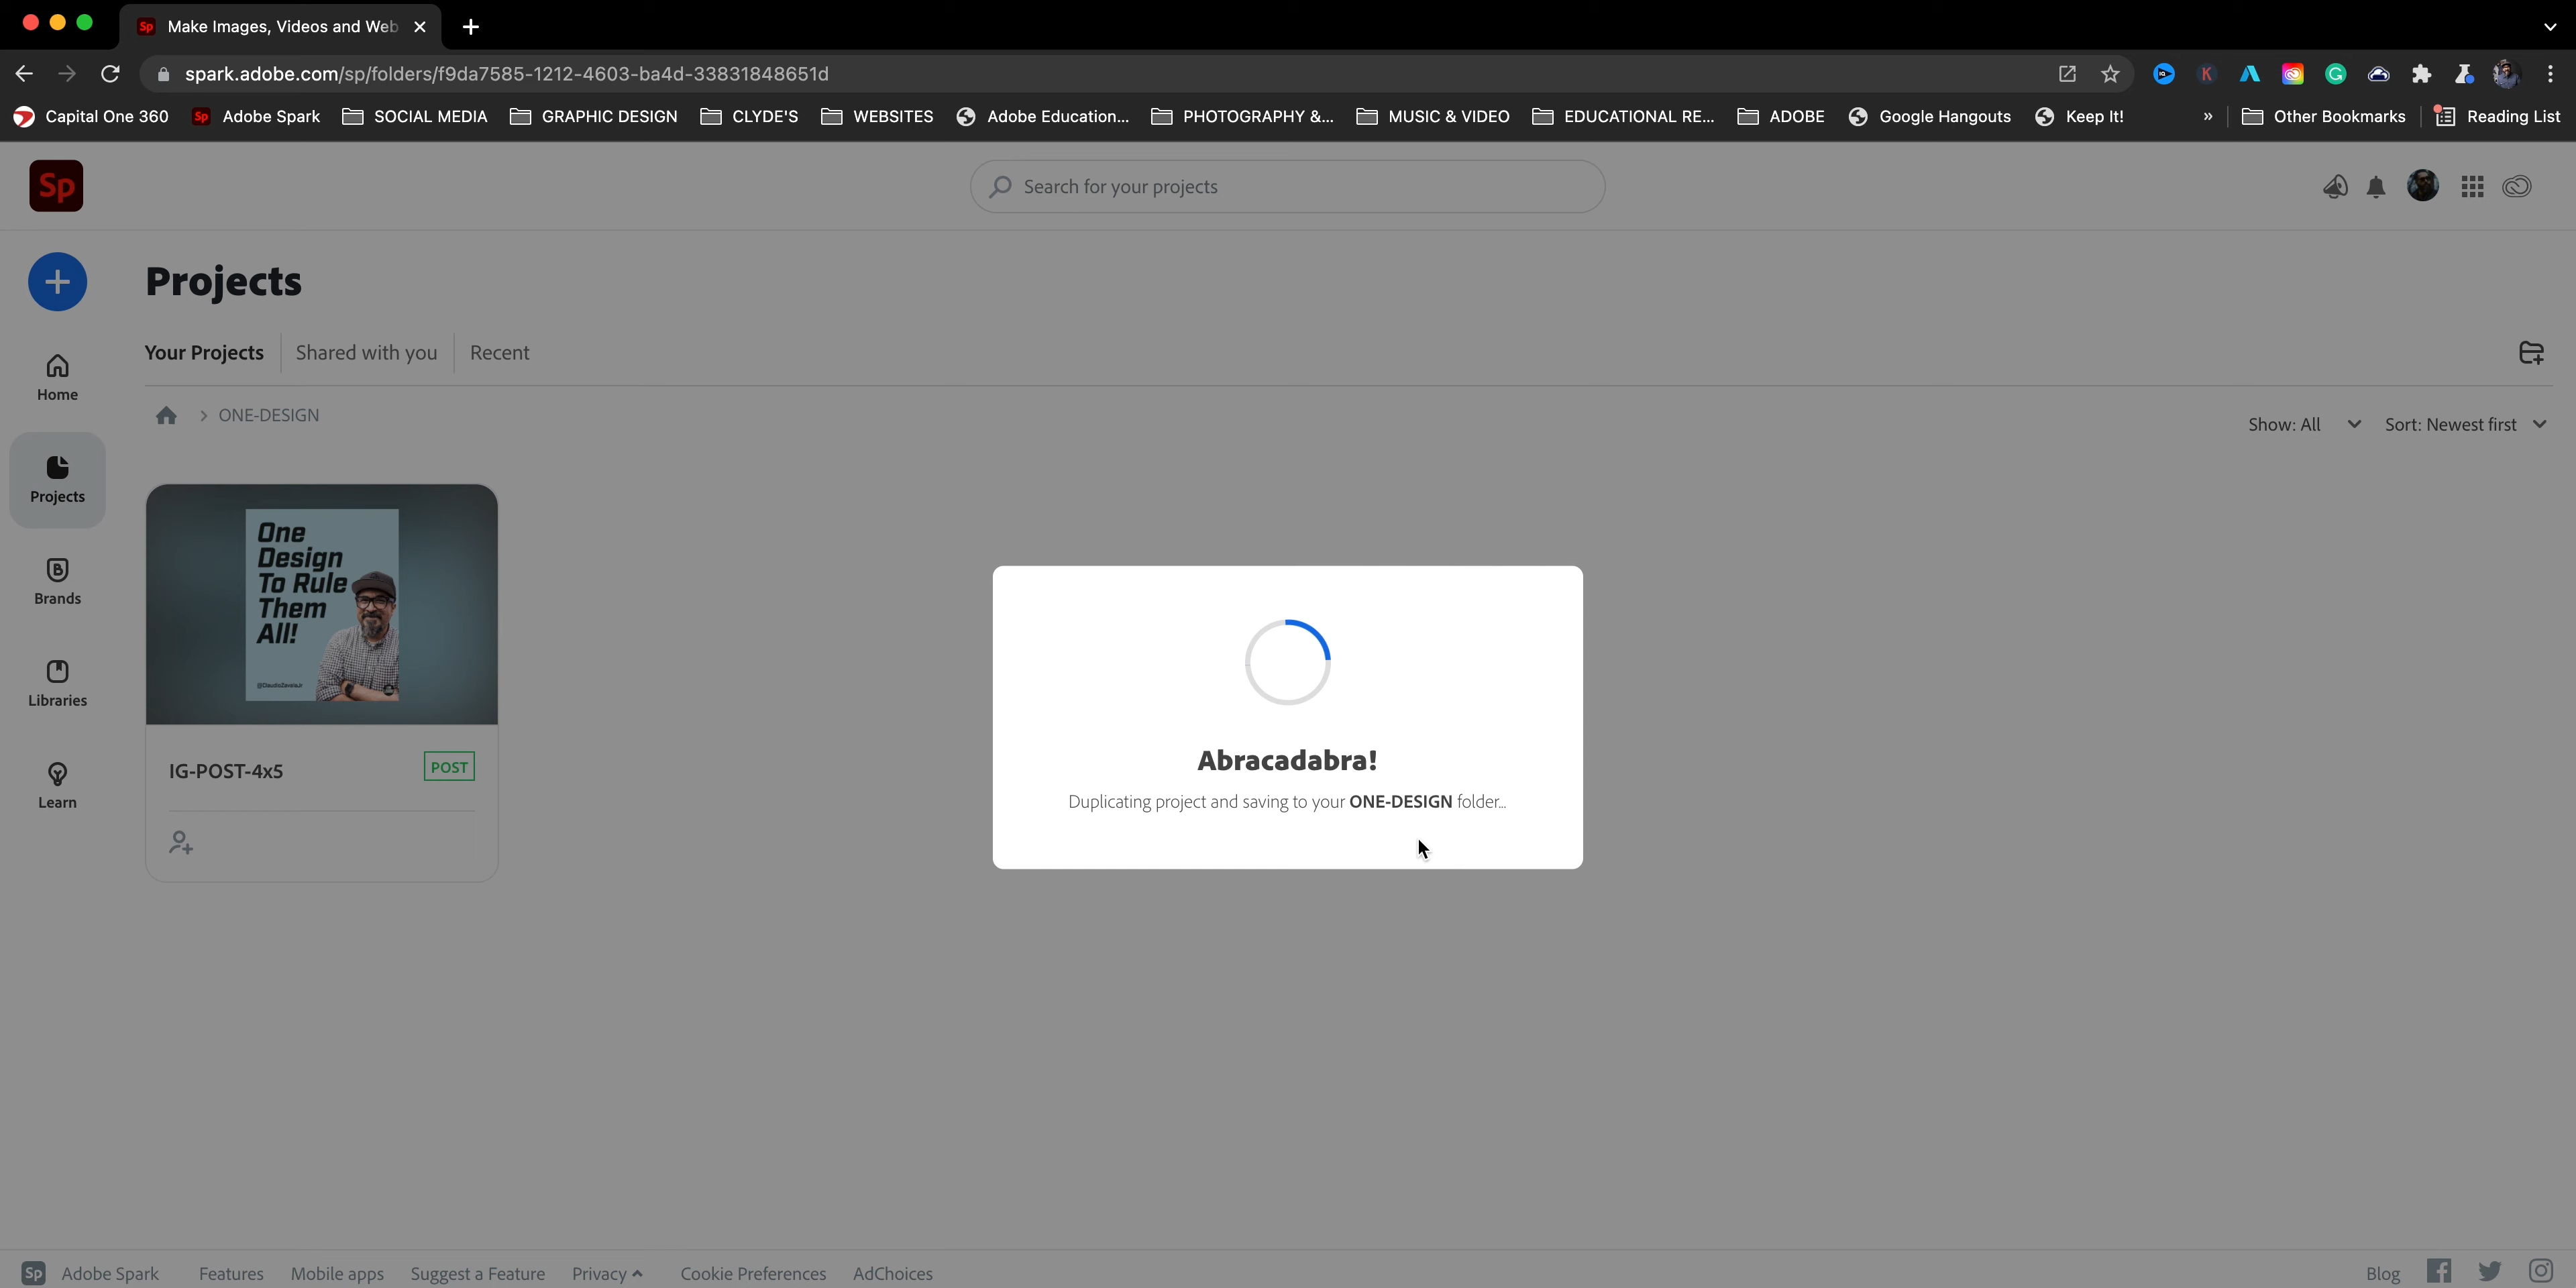 Sp Make Images, Videos and Web
spark.adobe.com/sp/folders/f9da7585-1212-4603-ba4d-33831848651d
Capital One 360 Sp Adobe Spark SOCIAL MEDIA GRAPHIC DESIGN CLYDE'S WEBSITES Adobe Education... PHOTOGRAPHY &... MUSIC & VIDEO EDUCATIONAL RE... ADOBE Google Hangouts Keep It! » Other Bookmarks Reading List
Sp Search for your projects
Projects
Your Projects Shared with you Recent
Home
ONE-DESIGN
Show: All Sort: Newest first
Projects
Brands
Libraries
Learn
One
Design
To Rule
Them
All!
IG-POST-4x5 POST
Abracadabra!
Duplicating project and saving to your ONE-DESIGN folder...
Sp Adobe Spark Features Mobile apps Suggest a Feature Privacy Cookie Preferences AdChoices Blog